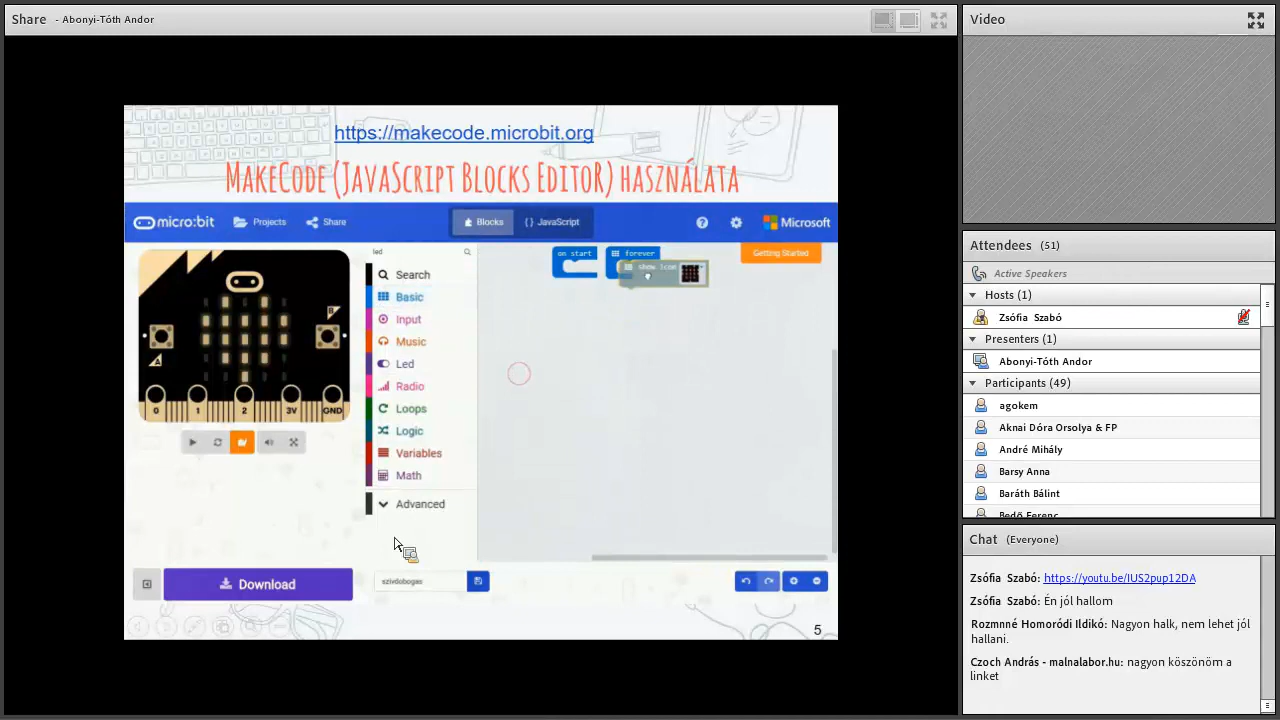 Share - Abonyi-Tóth Andor
https://makecode.microbit.org
MakeCode (JavaScript Blocks Editor) használata
micro:bit Projects Share Blocks {} JavaScript Microsoft
led
on start forever Getting Started
show icon
Search
Basic
Input
Music
Led
Radio
Loops
Logic
Variables
Math
Advanced
A B
0 1 2 3V GND
Download szivdobogas
5
Video
Attendees (51)
Active Speakers
Hosts (1)
Zsófia Szabó
Presenters (1)
Abonyi-Tóth Andor
Participants (49)
agokem
Aknai Dóra Orsolya & FP
André Mihály
Barsy Anna
Baráth Bálint
Bedő Ferenc
Chat (Everyone)
Zsófia Szabó: https://youtu.be/IUS2pup12DA
Zsófia Szabó: Én jól hallom
Rozmnné Homoródi Ildikó: Nagyon halk, nem lehet jól
hallani.
Czoch András - malnalabor.hu: nagyon köszönöm a
linket